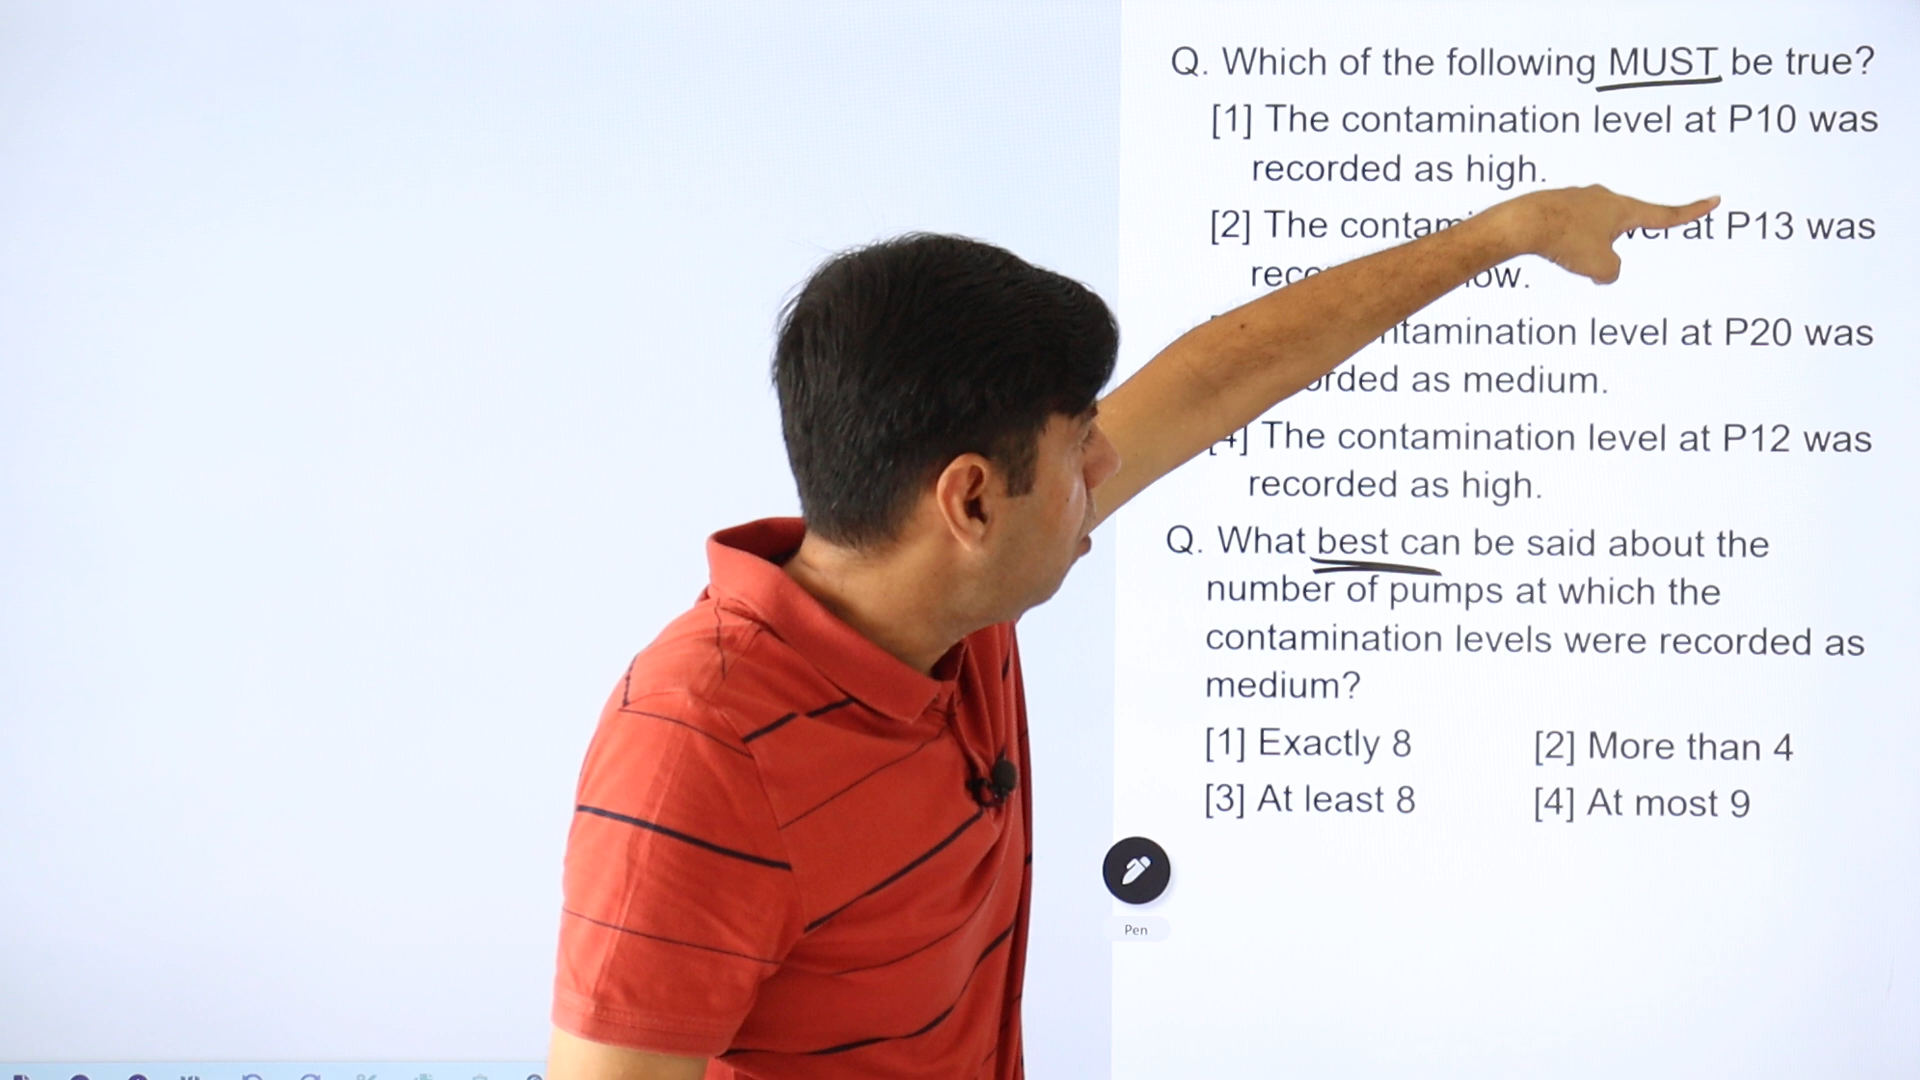 Q. Which of the following MUST be true?
[1] The contamination level at P10 was
recorded as high.
[2] The at P13 was
ow.
ntamination level at P20 was
rded as medium.
[4] The contamination level at P12 was
recorded as high.
Q. What best can be said about the
number of pumps at which the
contamination levels were recorded as
medium?
[1] Exactly 8 [2] More than 4
[3] At least 8 [4] At most 9
Pen